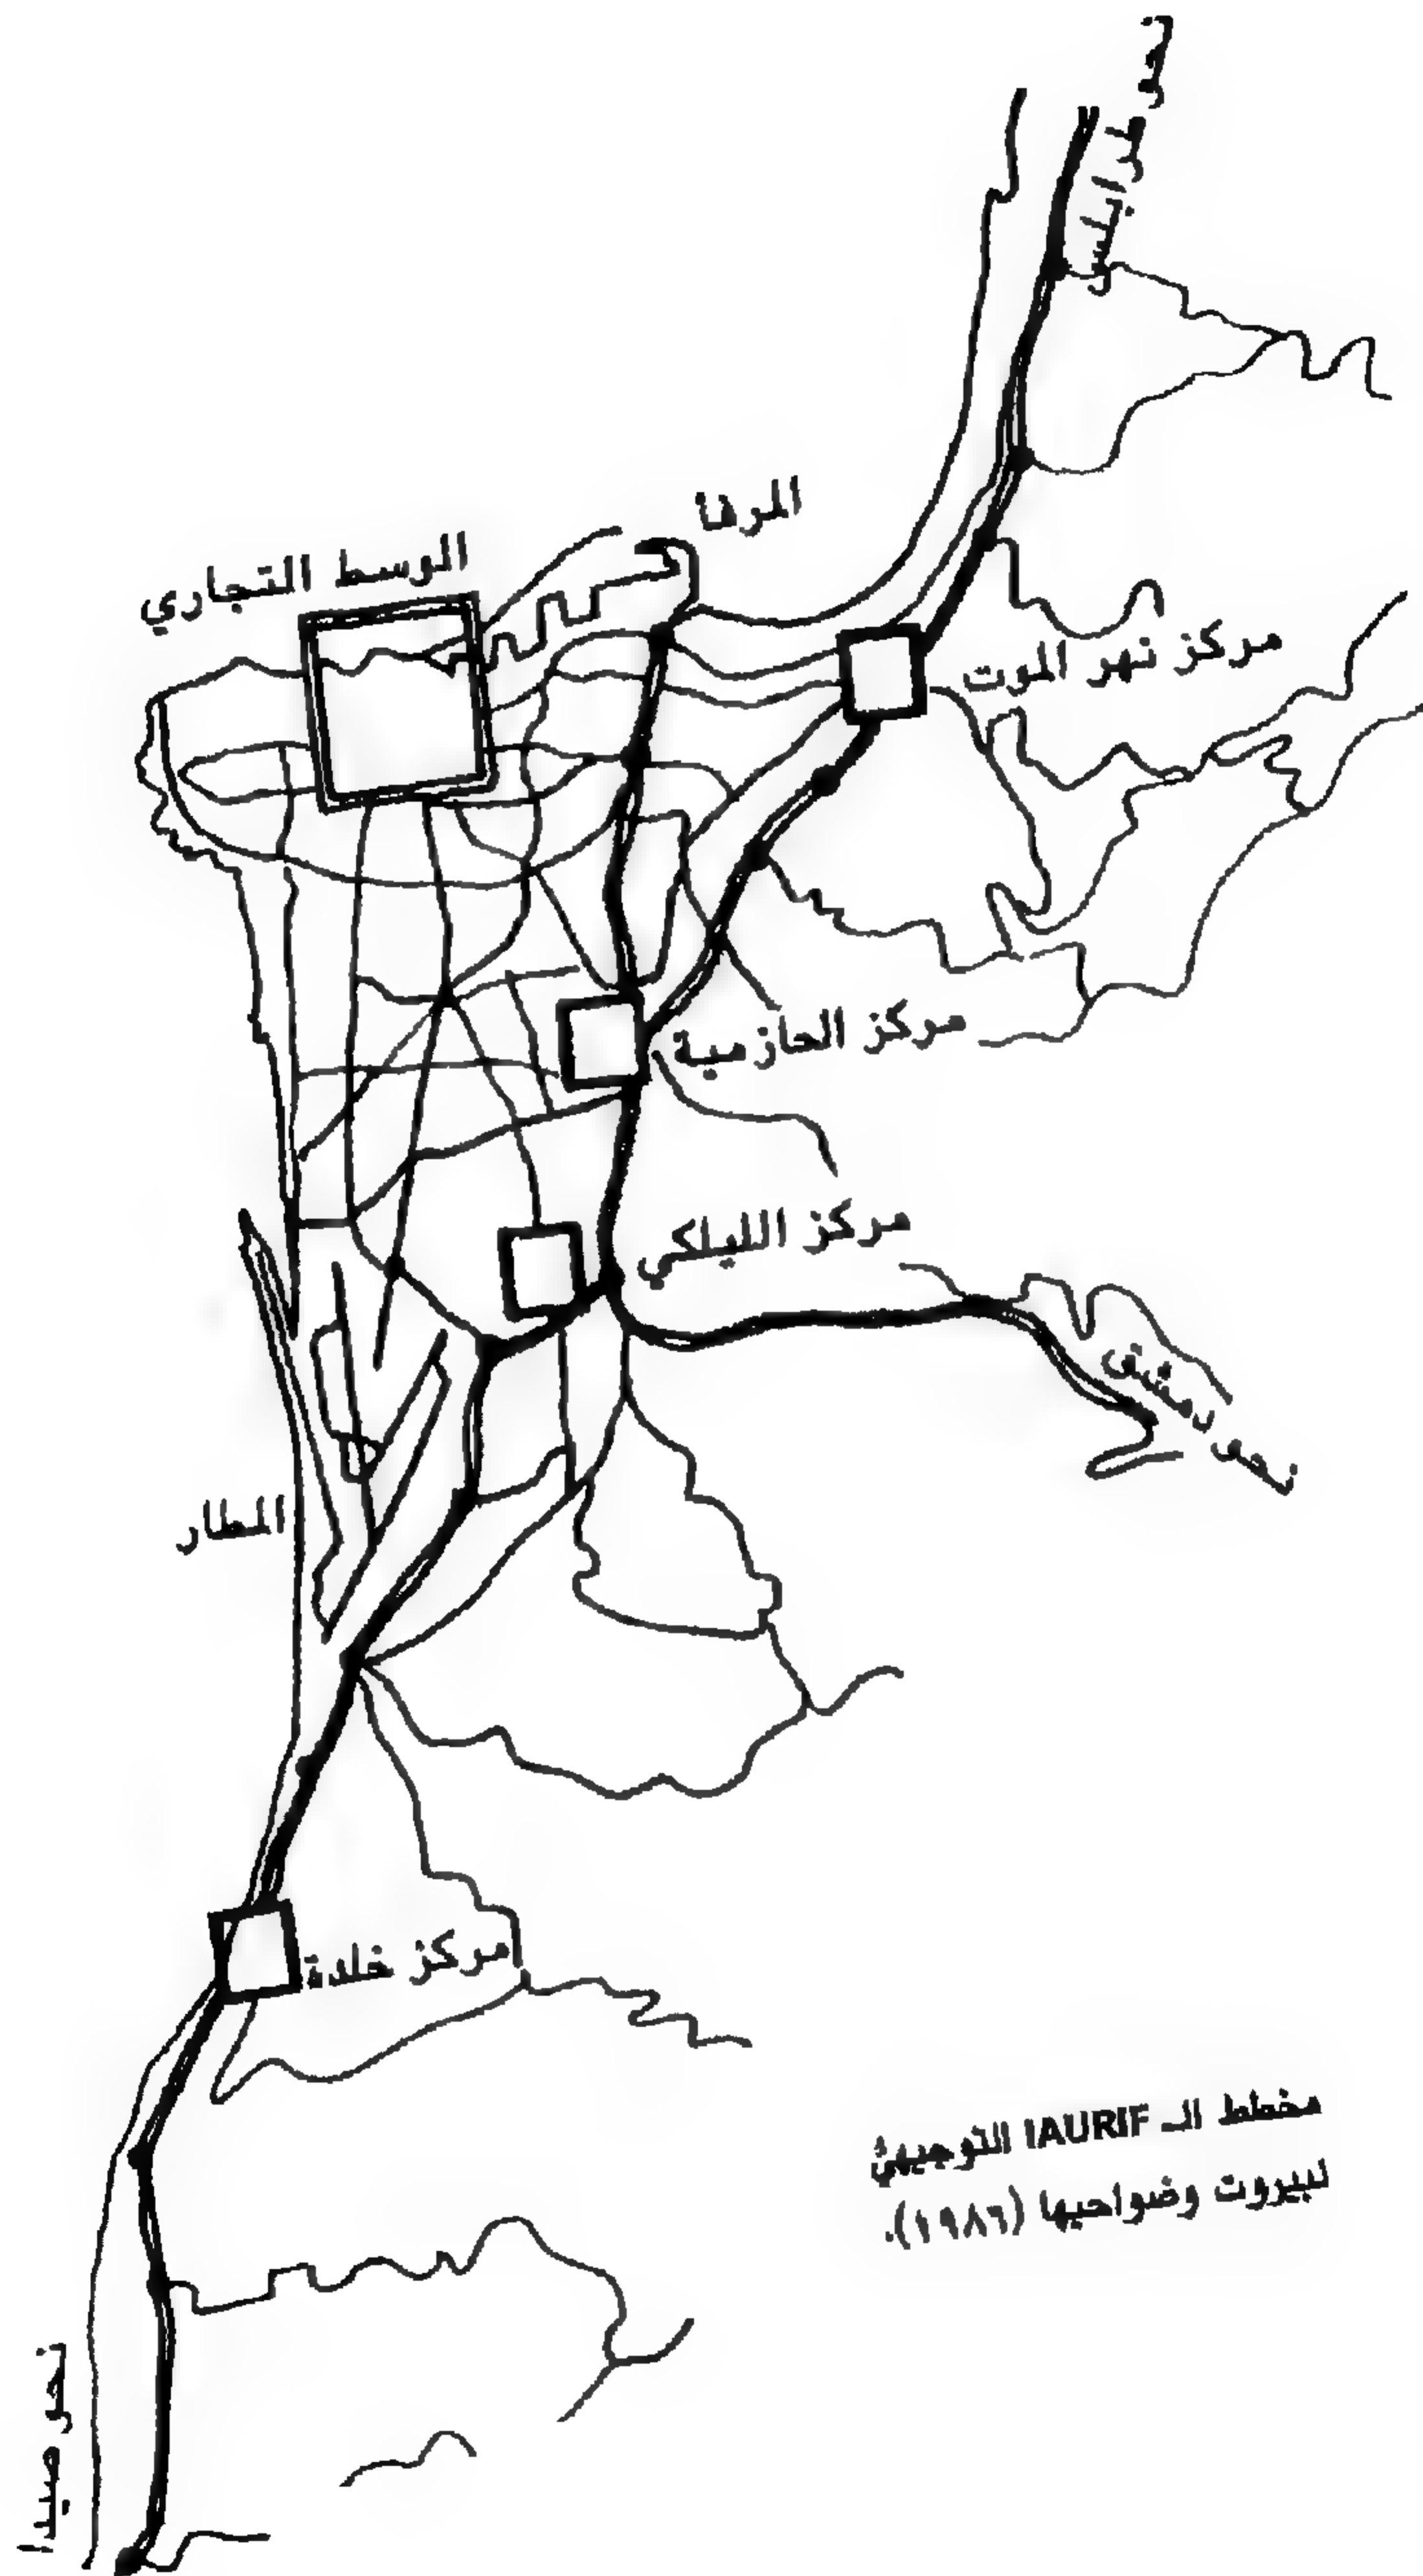 نحو طرابلس
المرفأ
الوسط التجاري
مركز نهر الموت
مركز الحازمية
مركز الليلكي
نحو دمشق
المطار
مركز خلدة
مخطط الـ IAURIF التوجيهيّ
لبيروت وضواحيها (١٩٨٦).
نحو صيدا